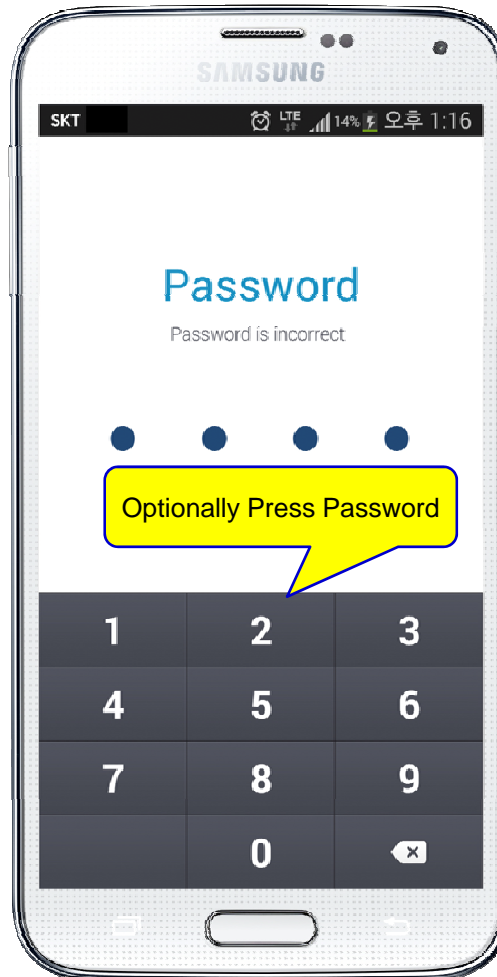 SAMSUNG
SKT LTE 14% 오후 1:16
Password
Password is incorrect
Optionally Press Password
1 2 3
4 5 6
7 8 9
0